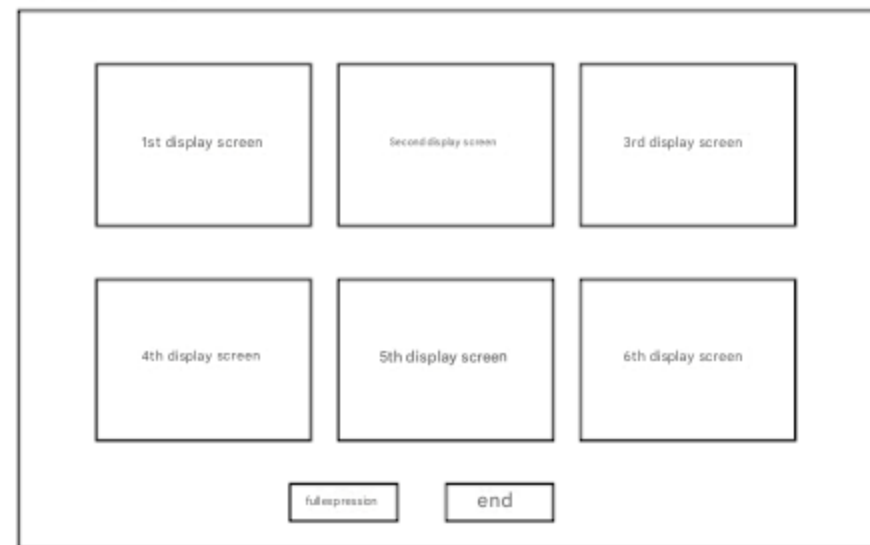 1st display screen
Second display screen
3rd display screen
4th display screen
5th display screen
6th display screen
fullexpression
end